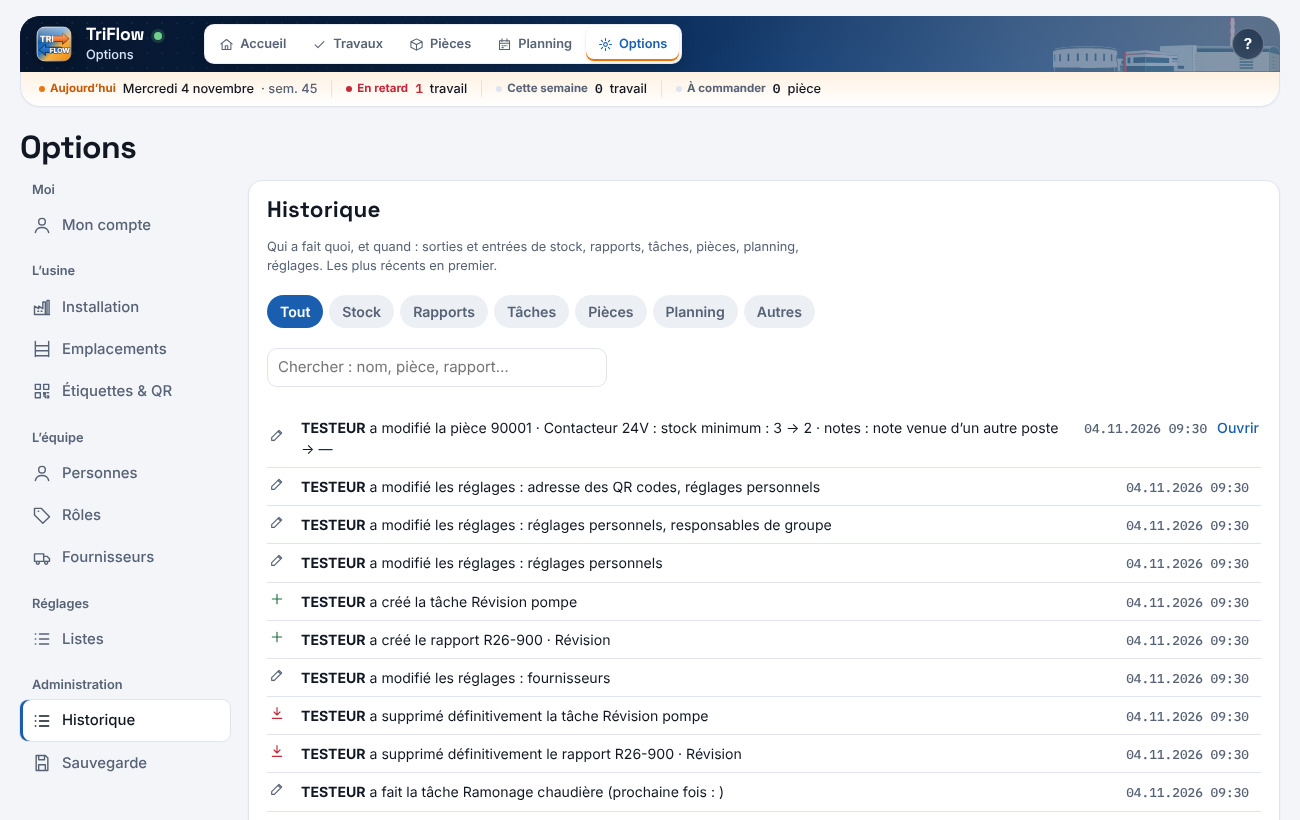 TRI
FLOW
TriFlow
Options
Accueil
Travaux
Pièces
Planning
Options
?
Aujourd’hui Mercredi 4 novembre · sem. 45
En retard 1 travail
Cette semaine 0 travail
À commander 0 pièce
Options
Moi
Mon compte
L’usine
Installation
Emplacements
Étiquettes & QR
L’équipe
Personnes
Rôles
Fournisseurs
Réglages
Listes
Administration
Historique
Sauvegarde
Historique
Qui a fait quoi, et quand : sorties et entrées de stock, rapports, tâches, pièces, planning,
réglages. Les plus récents en premier.
Tout
Stock
Rapports
Tâches
Pièces
Planning
Autres
Chercher : nom, pièce, rapport…
TESTEUR a modifié la pièce 90001 · Contacteur 24V : stock minimum : 3 → 2 · notes : note venue d’un autre poste
→ —
04.11.2026 09:30 Ouvrir
TESTEUR a modifié les réglages : adresse des QR codes, réglages personnels 04.11.2026 09:30
TESTEUR a modifié les réglages : réglages personnels, responsables de groupe 04.11.2026 09:30
TESTEUR a modifié les réglages : réglages personnels 04.11.2026 09:30
TESTEUR a créé la tâche Révision pompe 04.11.2026 09:30
TESTEUR a créé le rapport R26-900 · Révision 04.11.2026 09:30
TESTEUR a modifié les réglages : fournisseurs 04.11.2026 09:30
TESTEUR a supprimé définitivement la tâche Révision pompe 04.11.2026 09:30
TESTEUR a supprimé définitivement le rapport R26-900 · Révision 04.11.2026 09:30
TESTEUR a fait la tâche Ramonage chaudière (prochaine fois : ) 04.11.2026 09:30